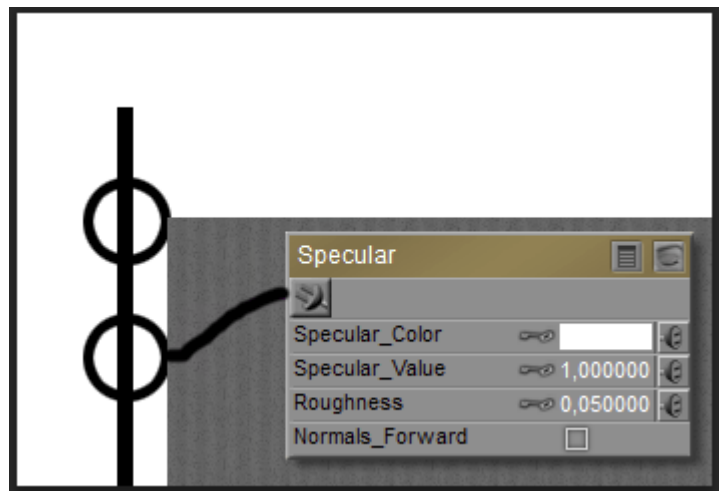 Specular
Specular_Color
Specular_Value 1,000000
Roughness 0,050000
Normals_Forward